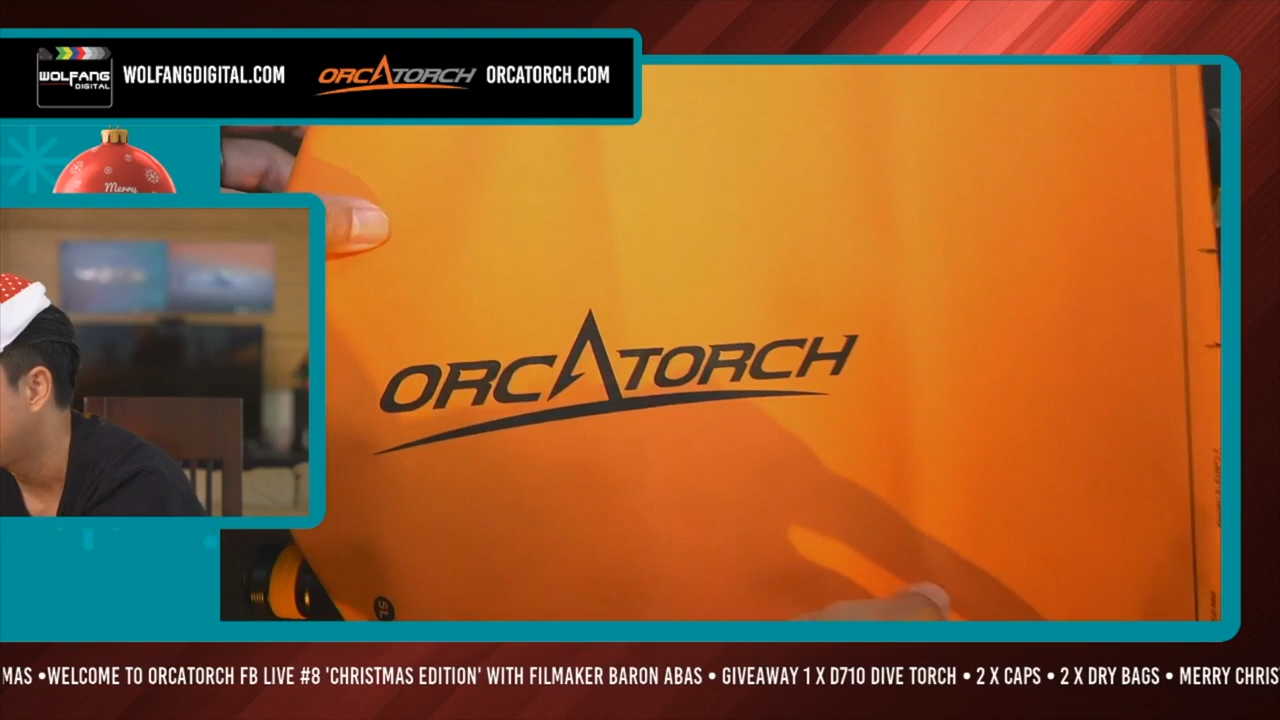 WOLFANG
DIGITAL
WOLFANGDIGITAL.COM
ORCATORCH
ORCATORCH.COM
Merry
ORCATORCH
5L
MAS •WELCOME TO ORCATORCH FB LIVE #8 'CHRISTMAS EDITION' WITH FILMAKER BARON ABAS • GIVEAWAY 1 X D710 DIVE TORCH • 2 X CAPS • 2 X DRY BAGS • MERRY CHRIS